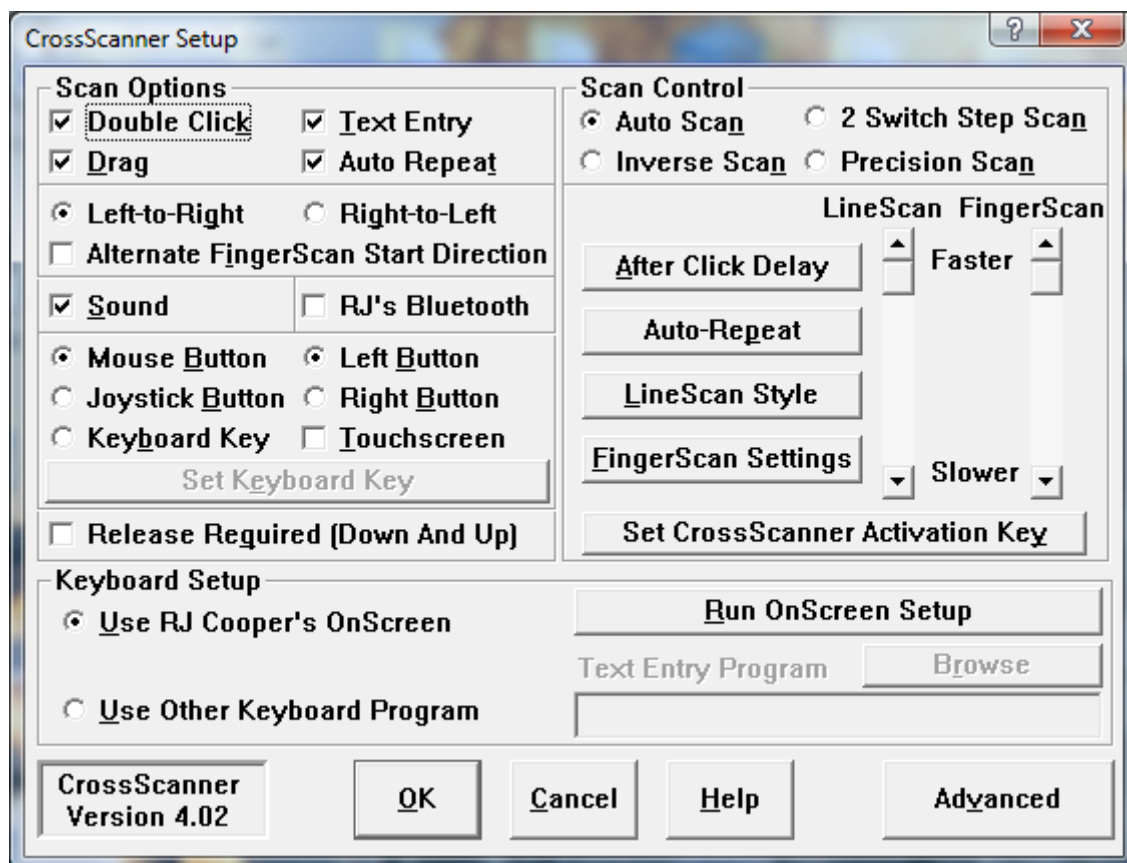 CrossScanner Setup
Scan Options
Double Click
Text Entry
Drag
Auto Repeat
Left-to-Right
Right-to-Left
Alternate FingerScan Start Direction
Sound
RJ's Bluetooth
Mouse Button
Left Button
Joystick Button
Right Button
Keyboard Key
Touchscreen
Set Keyboard Key
Release Required (Down And Up)
Scan Control
Auto Scan
2 Switch Step Scan
Inverse Scan
Precision Scan
LineScan FingerScan
After Click Delay
Faster
Auto-Repeat
LineScan Style
FingerScan Settings
Slower
Set CrossScanner Activation Key
Keyboard Setup
Use RJ Cooper's OnScreen
Run OnScreen Setup
Text Entry Program
Browse
Use Other Keyboard Program
CrossScanner
Version 4.02
OK
Cancel
Help
Advanced